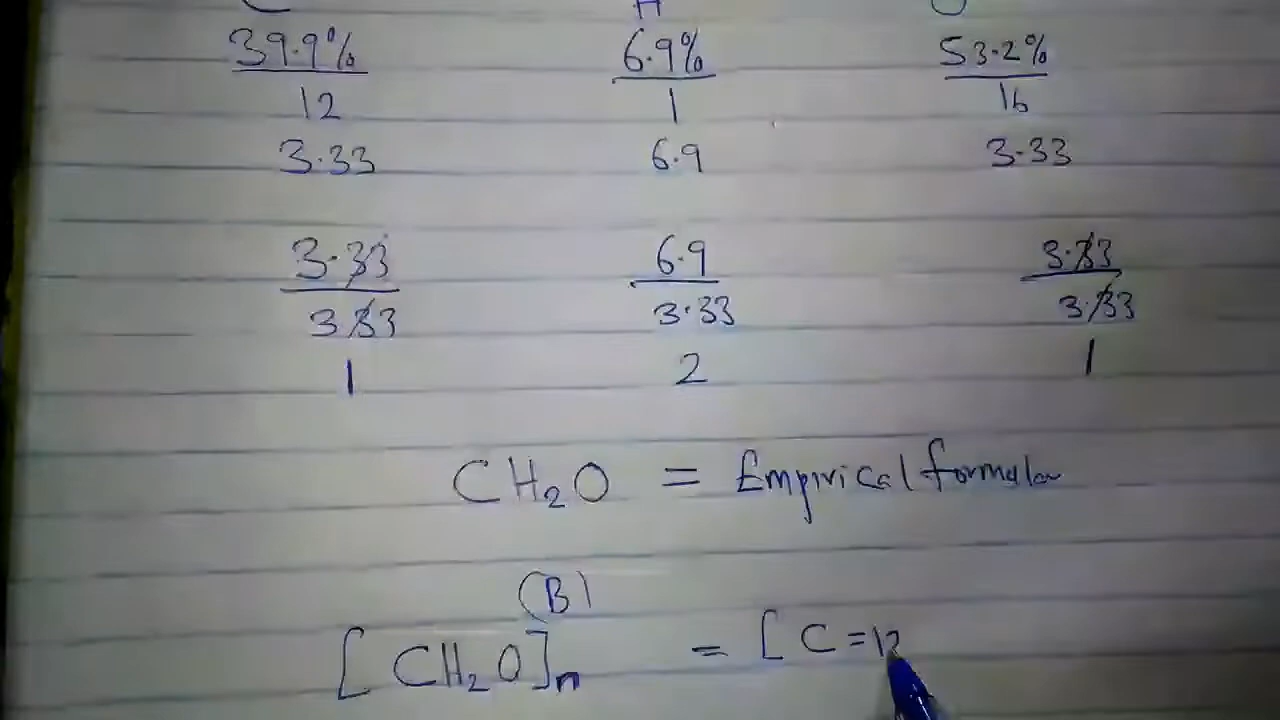 C H O
39.9% 6.9% 53.2%
12 1 16
3.33 6.9 3.33
3.33 6.9 3.33
3.33 3.33 3.33
1 2 1
CH₂O = Empirical formular
(B)
[CH₂O]n = [C=12